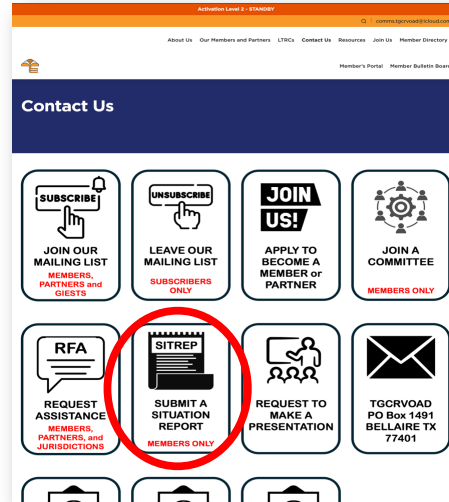 Activation Level 2 - STANDBY
comms.tgcrvoad@icloud.com
About Us Our Members and Partners LTRCs Contact Us Resources Join Us Member Directory
Member's Portal Member Bulletin Board
Contact Us
SUBSCRIBE
JOIN OUR
MAILING LIST
MEMBERS,
PARTNERS and
GIESTS
UNSUBSCRIBE
LEAVE OUR
MAILING LIST
SUBSCRIBERS
ONLY
JOIN
US!
APPLY TO
BECOME A
MEMBER or
PARTNER
JOIN A
COMMITTEE
MEMBERS ONLY
RFA
REQUEST
ASSISTANCE
MEMBERS,
PARTNERS, and
JURISDICTIONS
SITREP
SUBMIT A
SITUATION
REPORT
MEMBERS ONLY
REQUEST TO
MAKE A
PRESENTATION
TGCRVOAD
PO Box 1491
BELLAIRE TX
77401